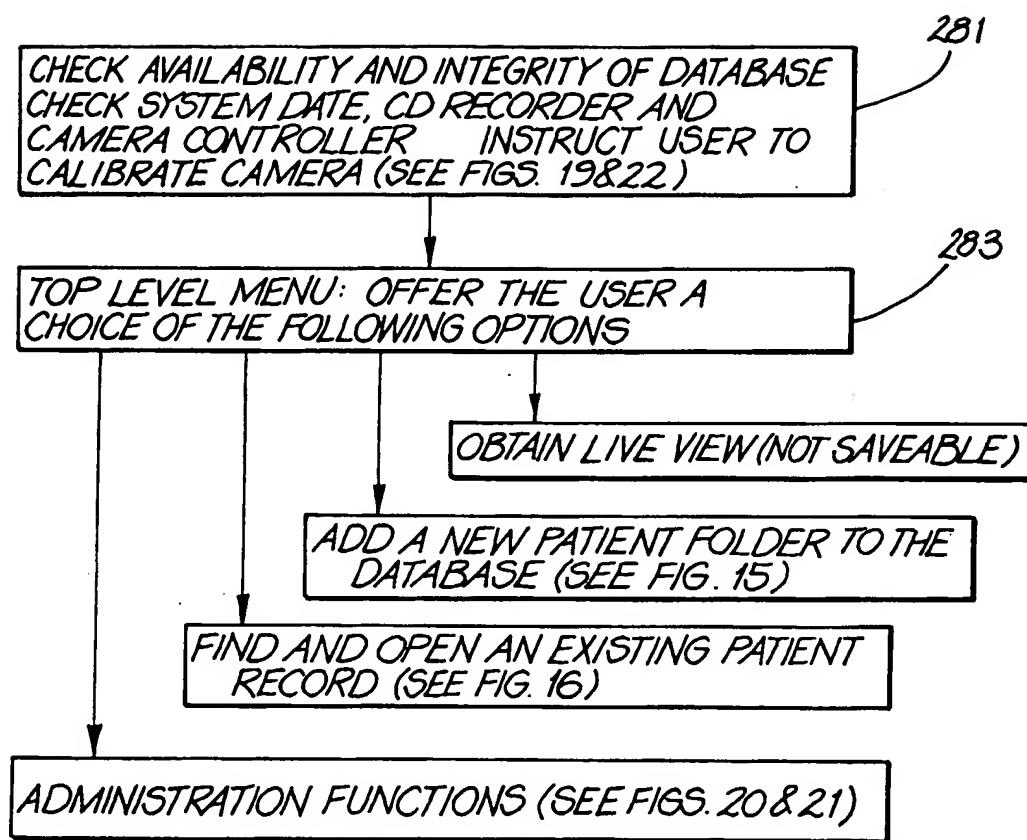 281
CHECK AVAILABILITY AND INTEGRITY OF DATABASE
CHECK SYSTEM DATE, CD RECORDER AND
CAMERA CONTROLLER INSTRUCT USER TO
CALIBRATE CAMERA (SEE FIGS. 19&22)
283
TOP LEVEL MENU: OFFER THE USER A
CHOICE OF THE FOLLOWING OPTIONS
OBTAIN LIVE VIEW (NOT SAVEABLE)
ADD A NEW PATIENT FOLDER TO THE
DATABASE (SEE FIG. 15)
FIND AND OPEN AN EXISTING PATIENT
RECORD (SEE FIG. 16)
ADMINISTRATION FUNCTIONS (SEE FIGS. 20&21)